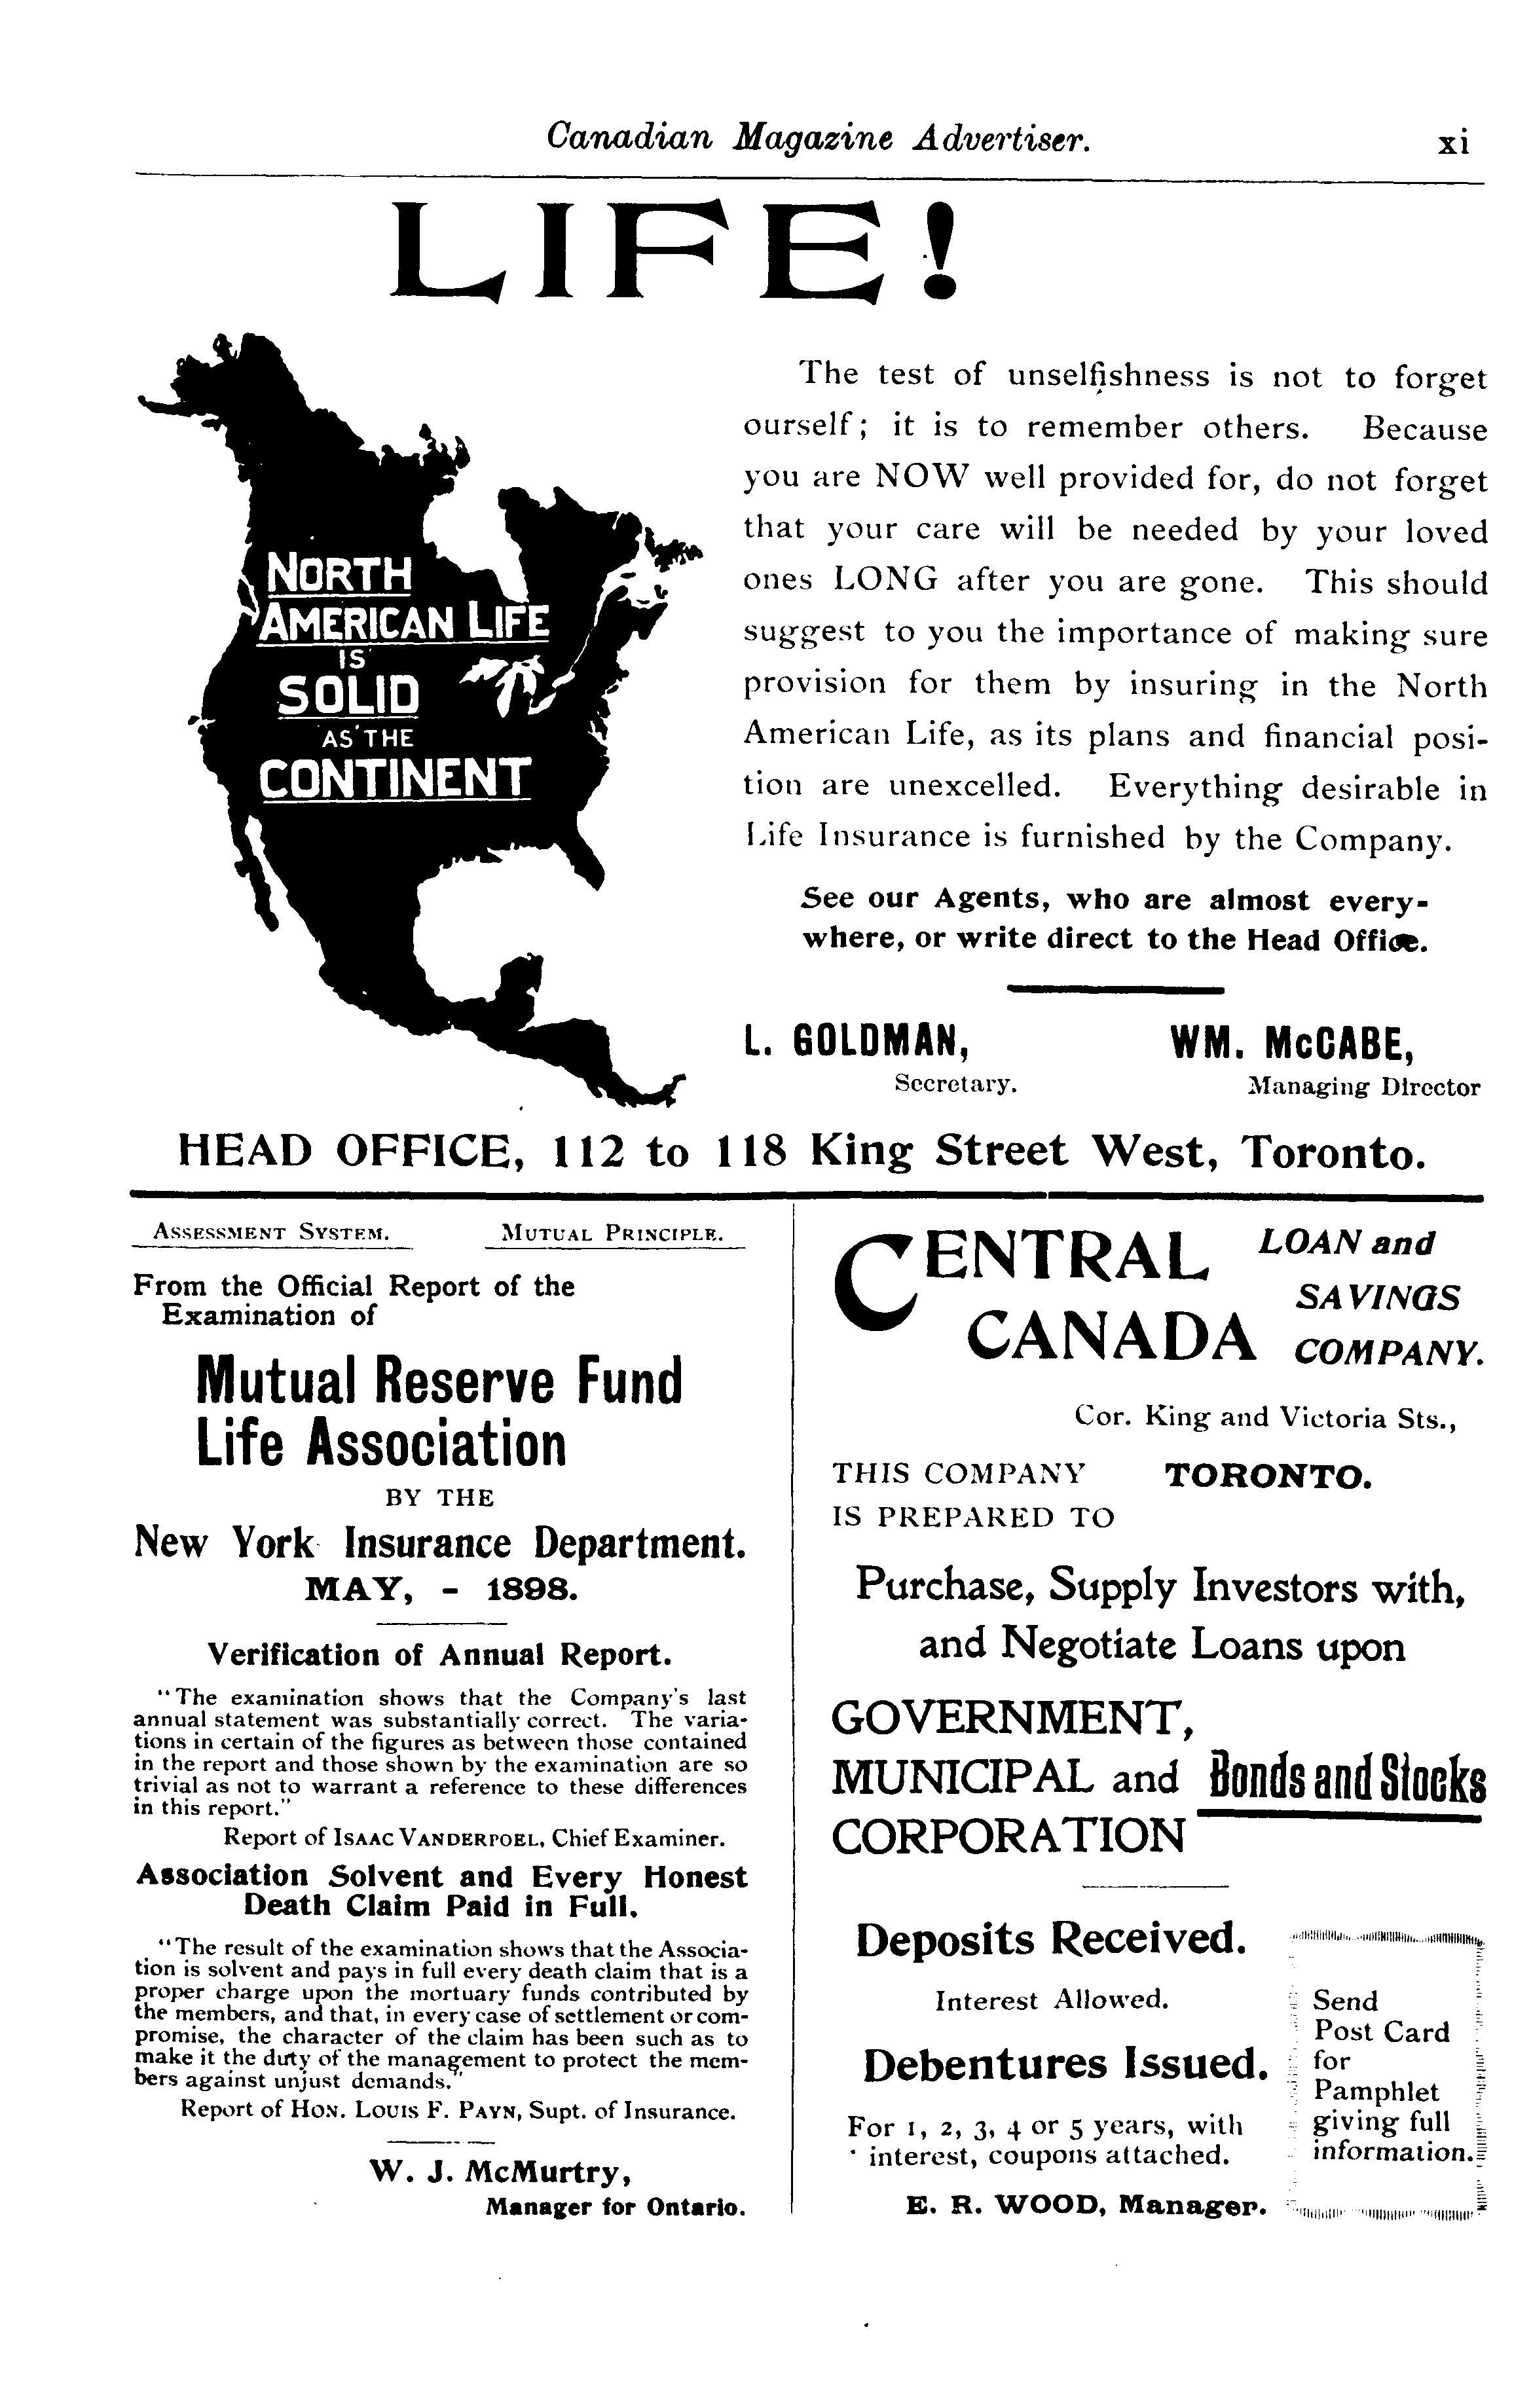 Canadian Magazine Advertiser. xi
LIFE!
NORTH
AMERICAN LIFE
IS
SOLID
AS THE
CONTINENT
The test of unselfishness is not to forget
ourself; it is to remember others. Because
you are NOW well provided for, do not forget
that your care will be needed by your loved
ones LONG after you are gone. This should
suggest to you the importance of making sure
provision for them by insuring in the North
American Life, as its plans and financial posi-
tion are unexcelled. Everything desirable in
Life Insurance is furnished by the Company.
See our Agents, who are almost every-
where, or write direct to the Head Office.
L. GOLDMAN,
Secretary.
WM. McCABE,
Managing Director
HEAD OFFICE, 112 to 118 King Street West, Toronto.
ASSESSMENT SYSTEM. MUTUAL PRINCIPLE.
From the Official Report of the
Examination of
Mutual Reserve Fund
Life Association
BY THE
New York Insurance Department.
MAY, - 1898.
Verification of Annual Report.
"The examination shows that the Company's last
annual statement was substantially correct. The varia-
tions in certain of the figures as between those contained
in the report and those shown by the examination are so
trivial as not to warrant a reference to these differences
in this report."
Report of ISAAC VANDERPOEL, Chief Examiner.
Association Solvent and Every Honest
Death Claim Paid in Full.
"The result of the examination shows that the Associa-
tion is solvent and pays in full every death claim that is a
proper charge upon the mortuary funds contributed by
the members, and that, in every case of settlement or com-
promise, the character of the claim has been such as to
make it the duty of the management to protect the mem-
bers against unjust demands."
Report of HON. LOUIS F. PAYN, Supt. of Insurance.
W. J. McMurtry,
Manager for Ontario.
CENTRAL
CANADA
LOAN and
SAVINGS
COMPANY.
Cor. King and Victoria Sts.,
TORONTO.
THIS COMPANY
IS PREPARED TO
Purchase, Supply Investors with,
and Negotiate Loans upon
GOVERNMENT,
MUNICIPAL and Bonds and Stocks
CORPORATION
Deposits Received.
Interest Allowed.
Debentures Issued.
For 1, 2, 3, 4 or 5 years, with
interest, coupons attached.
E. R. WOOD, Manager.
Send
Post Card
for
Pamphlet
giving full
information.